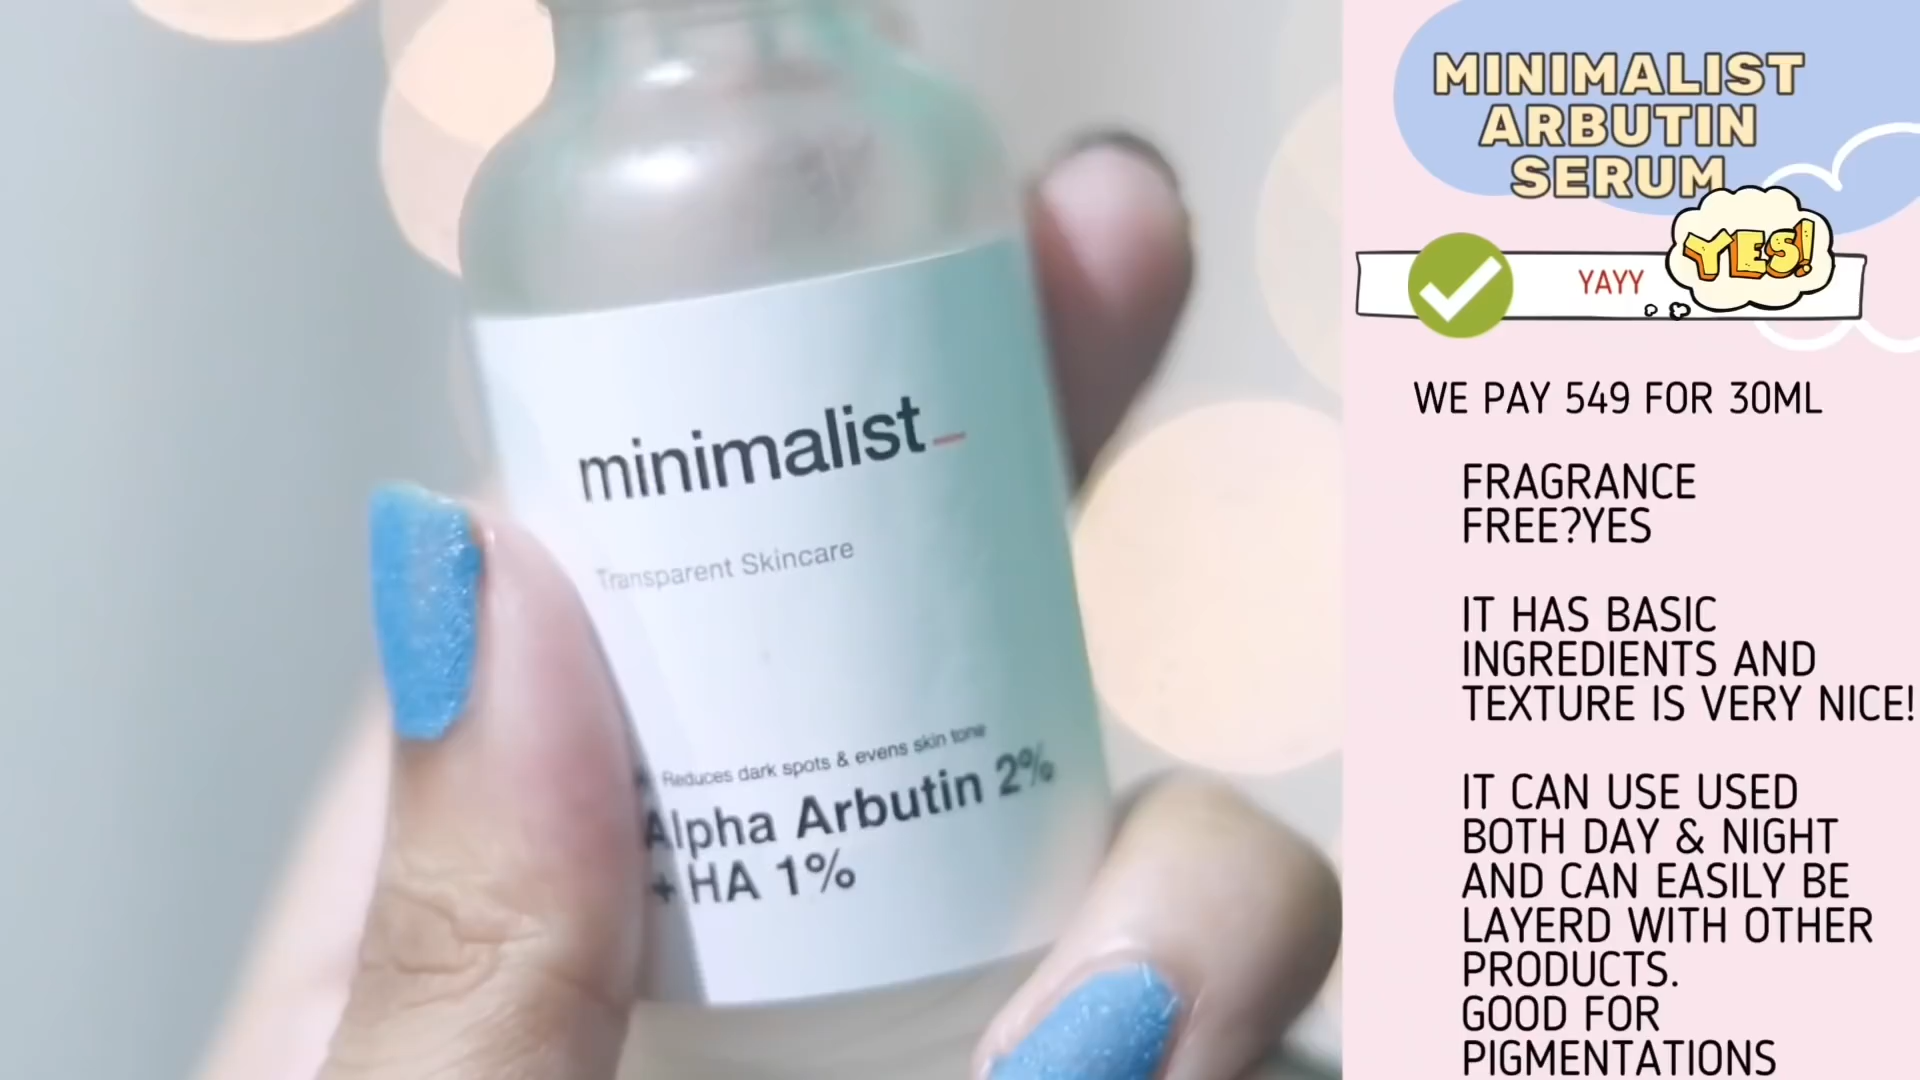 minimalist_
Transparent Skincare
Reduces dark spots & evens skin tone
Alpha Arbutin 2%
+ HA 1%
MINIMALIST
ARBUTIN
SERUM
YES!
YAYY
WE PAY 549 FOR 30ML
FRAGRANCE
FREE?YES
IT HAS BASIC
INGREDIENTS AND
TEXTURE IS VERY NICE!
IT CAN USE USED
BOTH DAY & NIGHT
AND CAN EASILY BE
LAYERD WITH OTHER
PRODUCTS.
GOOD FOR
PIGMENTATIONS